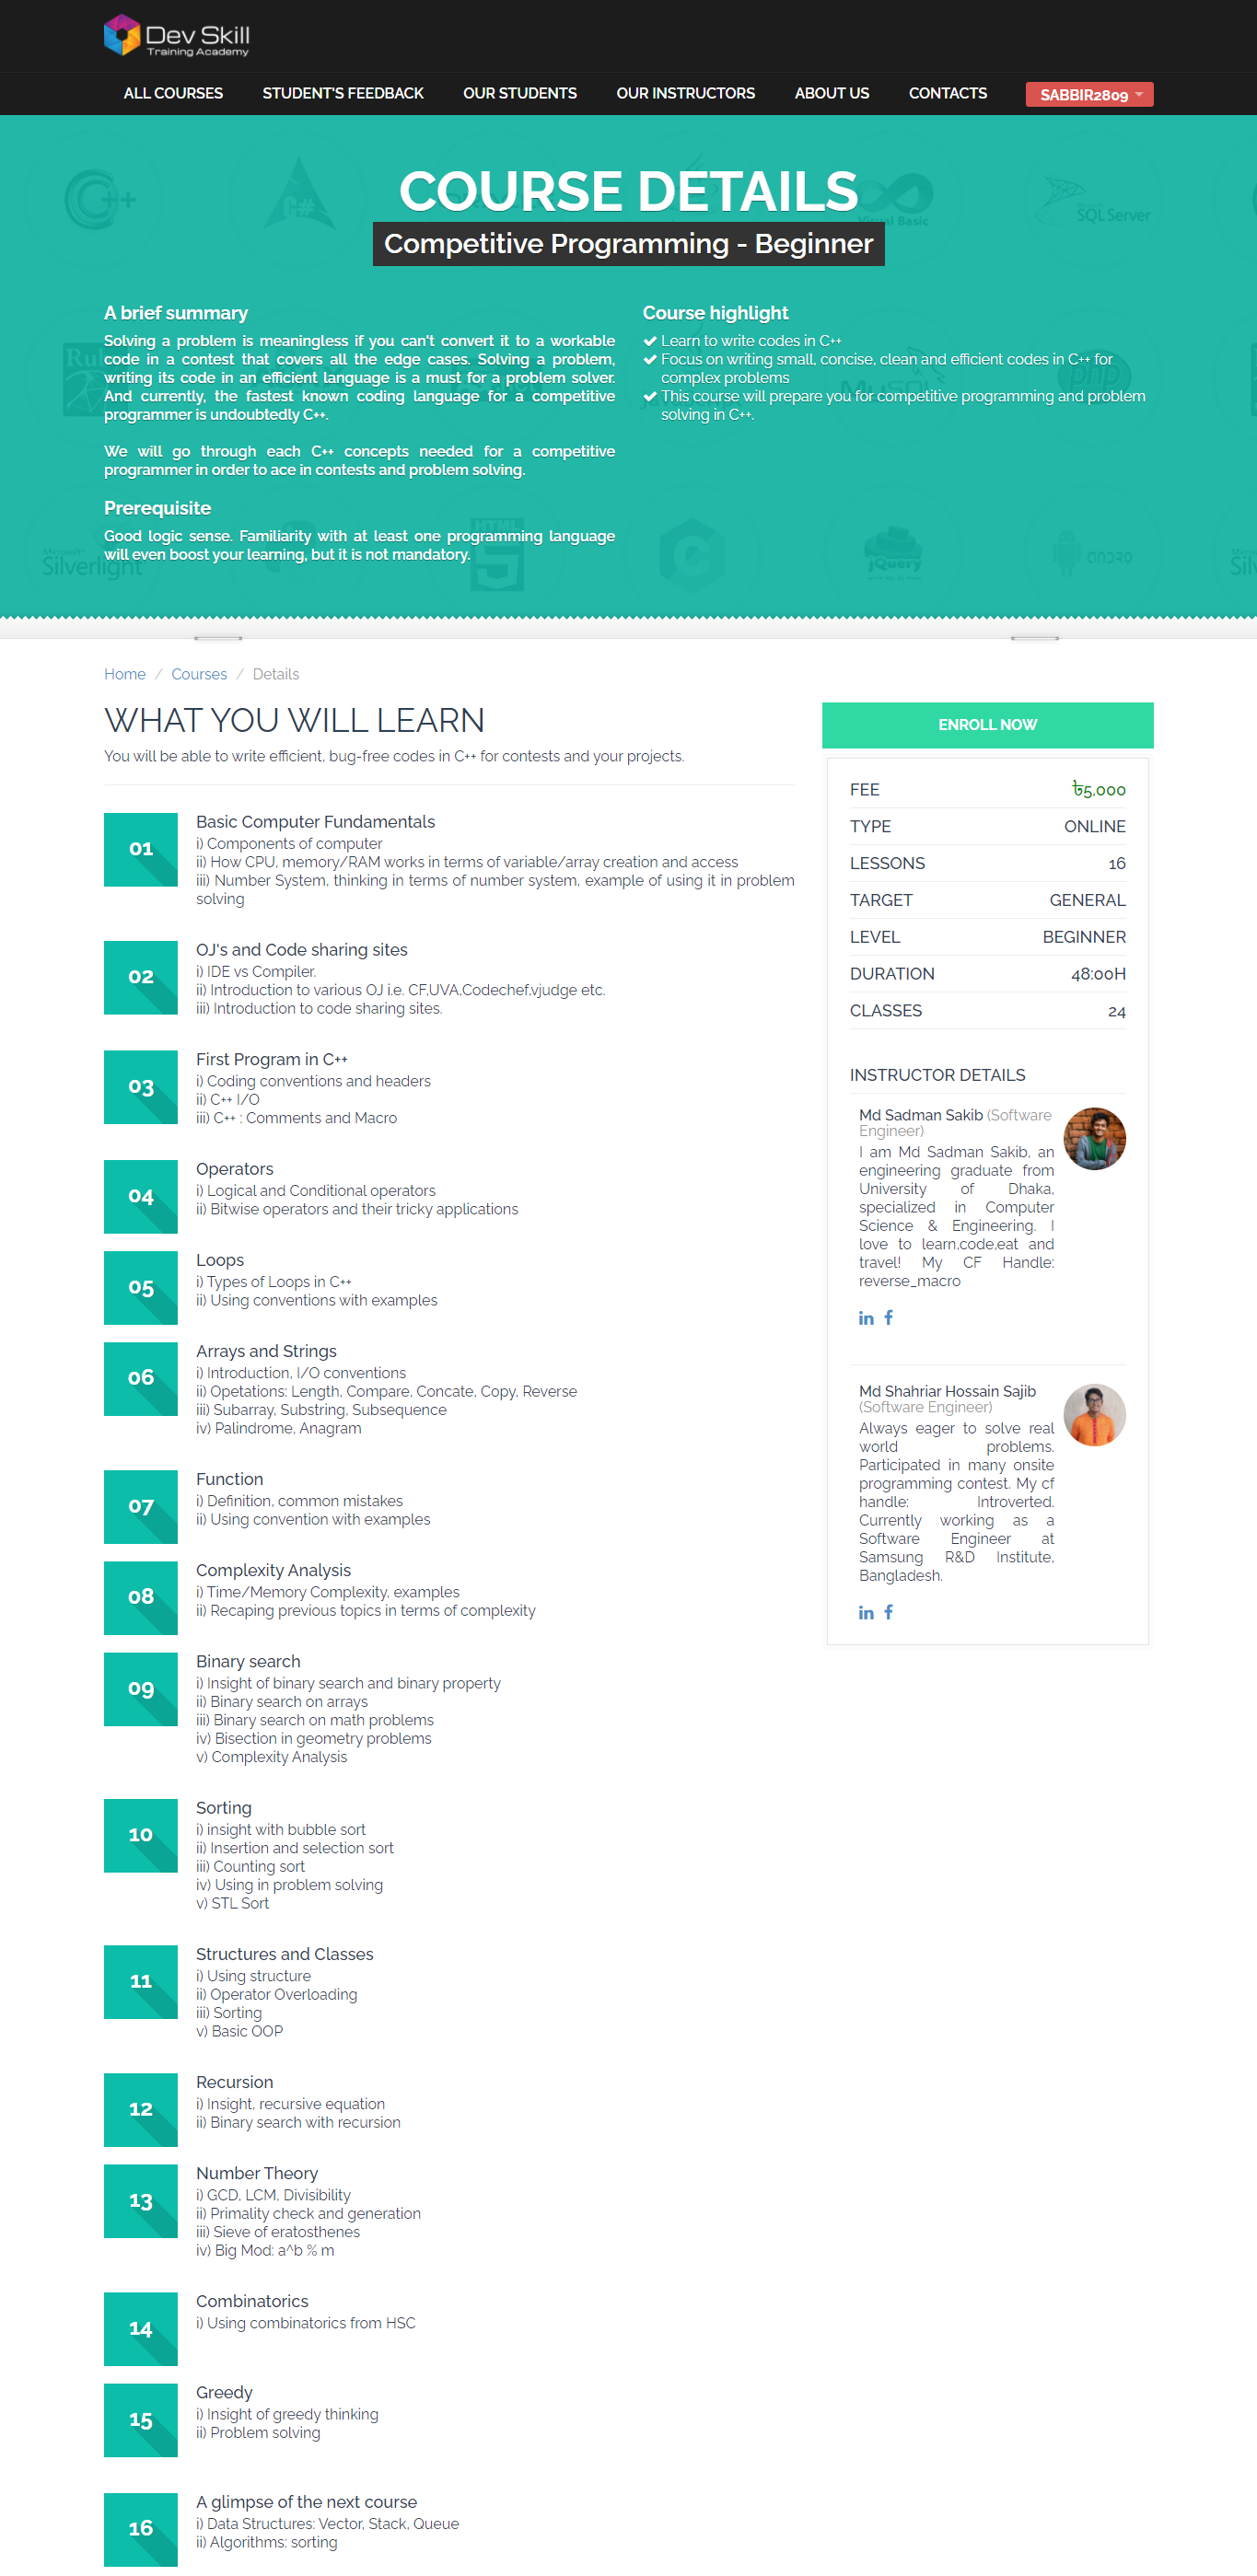 Dev Skill
Training Academy
ALL COURSES STUDENT'S FEEDBACK OUR STUDENTS OUR INSTRUCTORS ABOUT US CONTACTS SABBIR2809
COURSE DETAILS
Competitive Programming - Beginner
A brief summary
Solving a problem is meaningless if you can't convert it to a workable
code in a contest that covers all the edge cases. Solving a problem,
writing its code in an efficient language is a must for a problem solver.
And currently, the fastest known coding language for a competitive
programmer is undoubtedly C++.
We will go through each C++ concepts needed for a competitive
programmer in order to ace in contests and problem solving.
Prerequisite
Good logic sense. Familiarity with at least one programming language
will even boost your learning, but it is not mandatory.
Course highlight
Learn to write codes in C++
Focus on writing small, concise, clean and efficient codes in C++ for
complex problems
This course will prepare you for competitive programming and problem
solving in C++.
C++
C#
Visual Basic
SQL Server
MySQL
php
Microsoft
Silverlight
HTML
jQuery
Home / Courses / Details
WHAT YOU WILL LEARN
You will be able to write efficient, bug-free codes in C++ for contests and your projects.
01
Basic Computer Fundamentals
i) Components of computer
ii) How CPU, memory/RAM works in terms of variable/array creation and access
iii) Number System, thinking in terms of number system, example of using it in problem
solving
02
OJ's and Code sharing sites
i) IDE vs Compiler.
ii) Introduction to various OJ i.e. CF,UVA,Codechef,vjudge etc.
iii) Introduction to code sharing sites.
03
First Program in C++
i) Coding conventions and headers
ii) C++ I/O
iii) C++ : Comments and Macro
04
Operators
i) Logical and Conditional operators
ii) Bitwise operators and their tricky applications
05
Loops
i) Types of Loops in C++
ii) Using conventions with examples
06
Arrays and Strings
i) Introduction, I/O conventions
ii) Opetations: Length, Compare, Concate, Copy, Reverse
iii) Subarray, Substring, Subsequence
iv) Palindrome, Anagram
07
Function
i) Definition, common mistakes
ii) Using convention with examples
08
Complexity Analysis
i) Time/Memory Complexity, examples
ii) Recaping previous topics in terms of complexity
09
Binary search
i) Insight of binary search and binary property
ii) Binary search on arrays
iii) Binary search on math problems
iv) Bisection in geometry problems
v) Complexity Analysis
10
Sorting
i) insight with bubble sort
ii) Insertion and selection sort
iii) Counting sort
iv) Using in problem solving
v) STL Sort
11
Structures and Classes
i) Using structure
ii) Operator Overloading
iii) Sorting
v) Basic OOP
12
Recursion
i) Insight, recursive equation
ii) Binary search with recursion
13
Number Theory
i) GCD, LCM, Divisibility
ii) Primality check and generation
iii) Sieve of eratosthenes
iv) Big Mod: a^b % m
14
Combinatorics
i) Using combinatorics from HSC
15
Greedy
i) Insight of greedy thinking
ii) Problem solving
16
A glimpse of the next course
i) Data Structures: Vector, Stack, Queue
ii) Algorithms: sorting
ENROLL NOW
FEE ৳5,000
TYPE ONLINE
LESSONS 16
TARGET GENERAL
LEVEL BEGINNER
DURATION 48:00H
CLASSES 24
INSTRUCTOR DETAILS
Md Sadman Sakib (Software
Engineer)
I am Md Sadman Sakib, an
engineering graduate from
University of Dhaka,
specialized in Computer
Science & Engineering. I
love to learn,code,eat and
travel! My CF Handle:
reverse_macro
in f
Md Shahriar Hossain Sajib
(Software Engineer)
Always eager to solve real
world problems.
Participated in many onsite
programming contest. My cf
handle: Introverted.
Currently working as a
Software Engineer at
Samsung R&D Institute,
Bangladesh.
in f